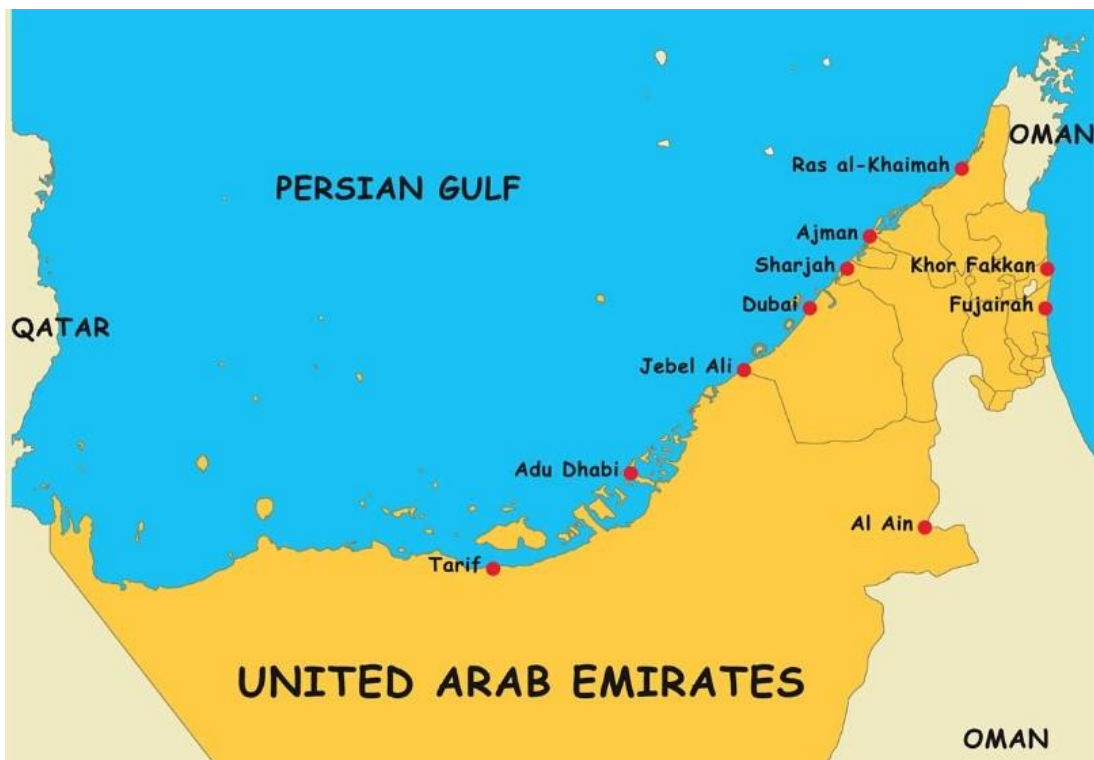 OMAN
Ras al-Khaimah
PERSIAN GULF
Ajman
Sharjah
Khor Fakkan
Dubai
Fujairah
QATAR
Jebel Ali
Adu Dhabi
Al Ain
Tarif
UNITED ARAB EMIRATES
OMAN